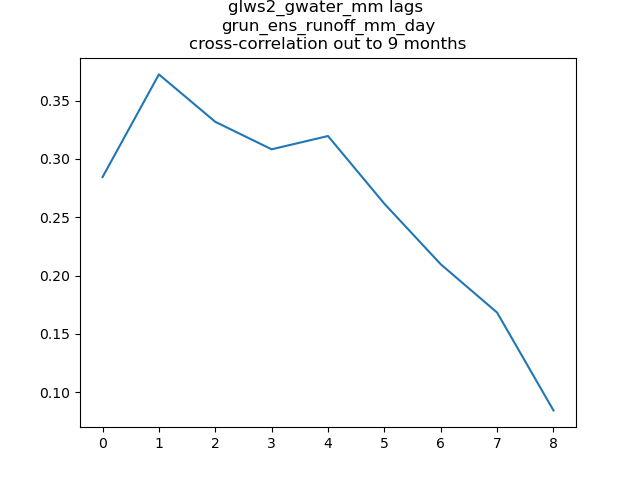 glws2_gwater_mm lags
grun_ens_runoff_mm_day
cross-correlation out to 9 months
0.35
0.30
0.25
0.20
0.15
0.10
0 1 2 3 4 5 6 7 8